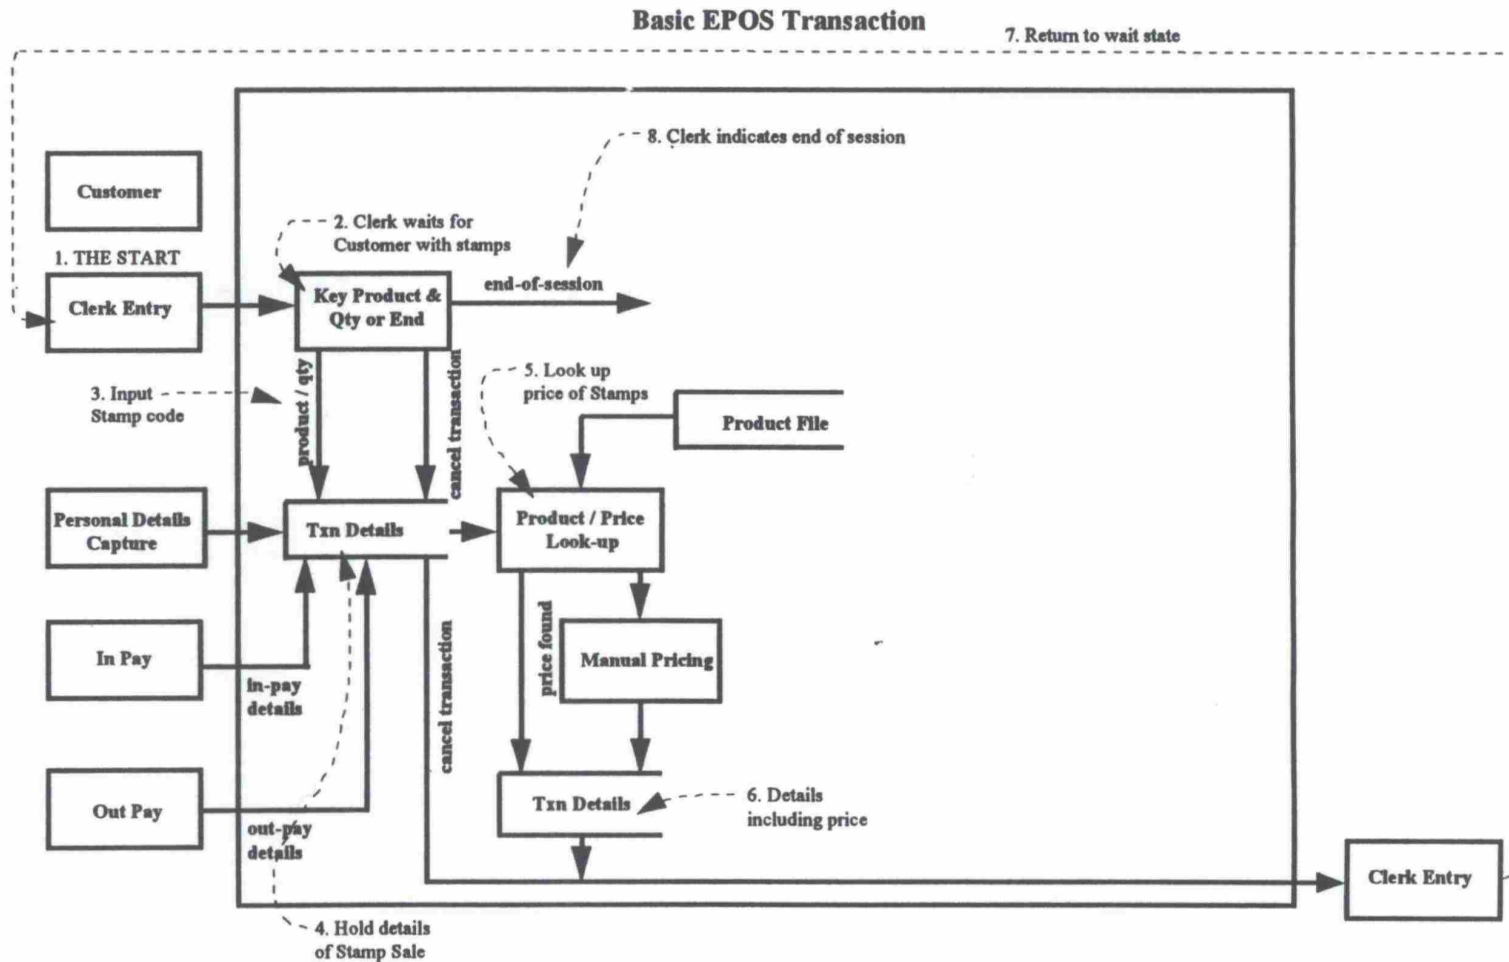 Basic EPOS Transaction
7. Return to wait state
8. Clerk indicates end of session
Customer
2. Clerk waits for
Customer with stamps
1. THE START
Clerk Entry
Key Product &
Qty or End
end-of-session
3. Input
Stamp code
product / qty
cancel transaction
5. Look up
price of Stamps
Product File
Personal Details
Capture
Txn Details
Product / Price
Look-up
In Pay
in-pay
details
cancel transaction
price found
Manual Pricing
Out Pay
out-pay
details
Txn Details
6. Details
including price
Clerk Entry
4. Hold details
of Stamp Sale